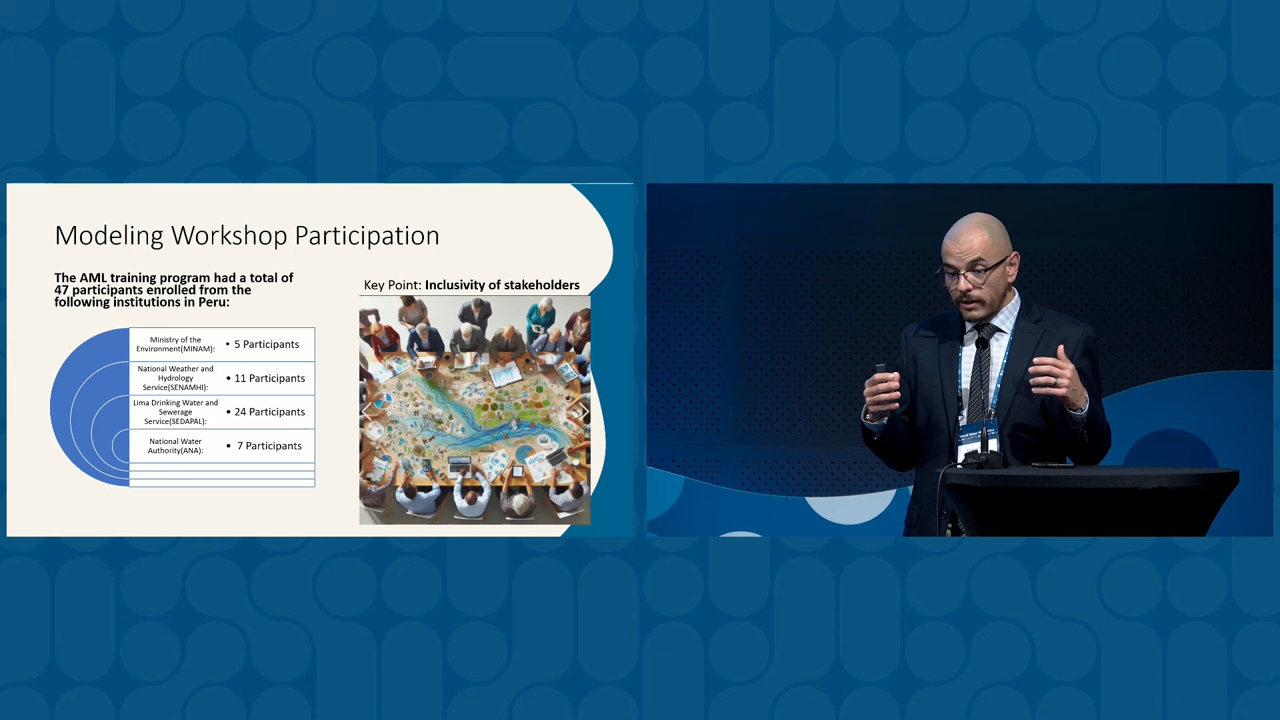 Modeling Workshop Participation
The AML training program had a total of
47 participants enrolled from the
following institutions in Peru:
Ministry of the
Environment(MINAM):
• 5 Participants
National Weather and
Hydrology
Service(SENAMHI):
• 11 Participants
Lima Drinking Water and
Sewerage
Service(SEDAPAL):
• 24 Participants
National Water
Authority(ANA):
• 7 Participants
Key Point: Inclusivity of stakeholders